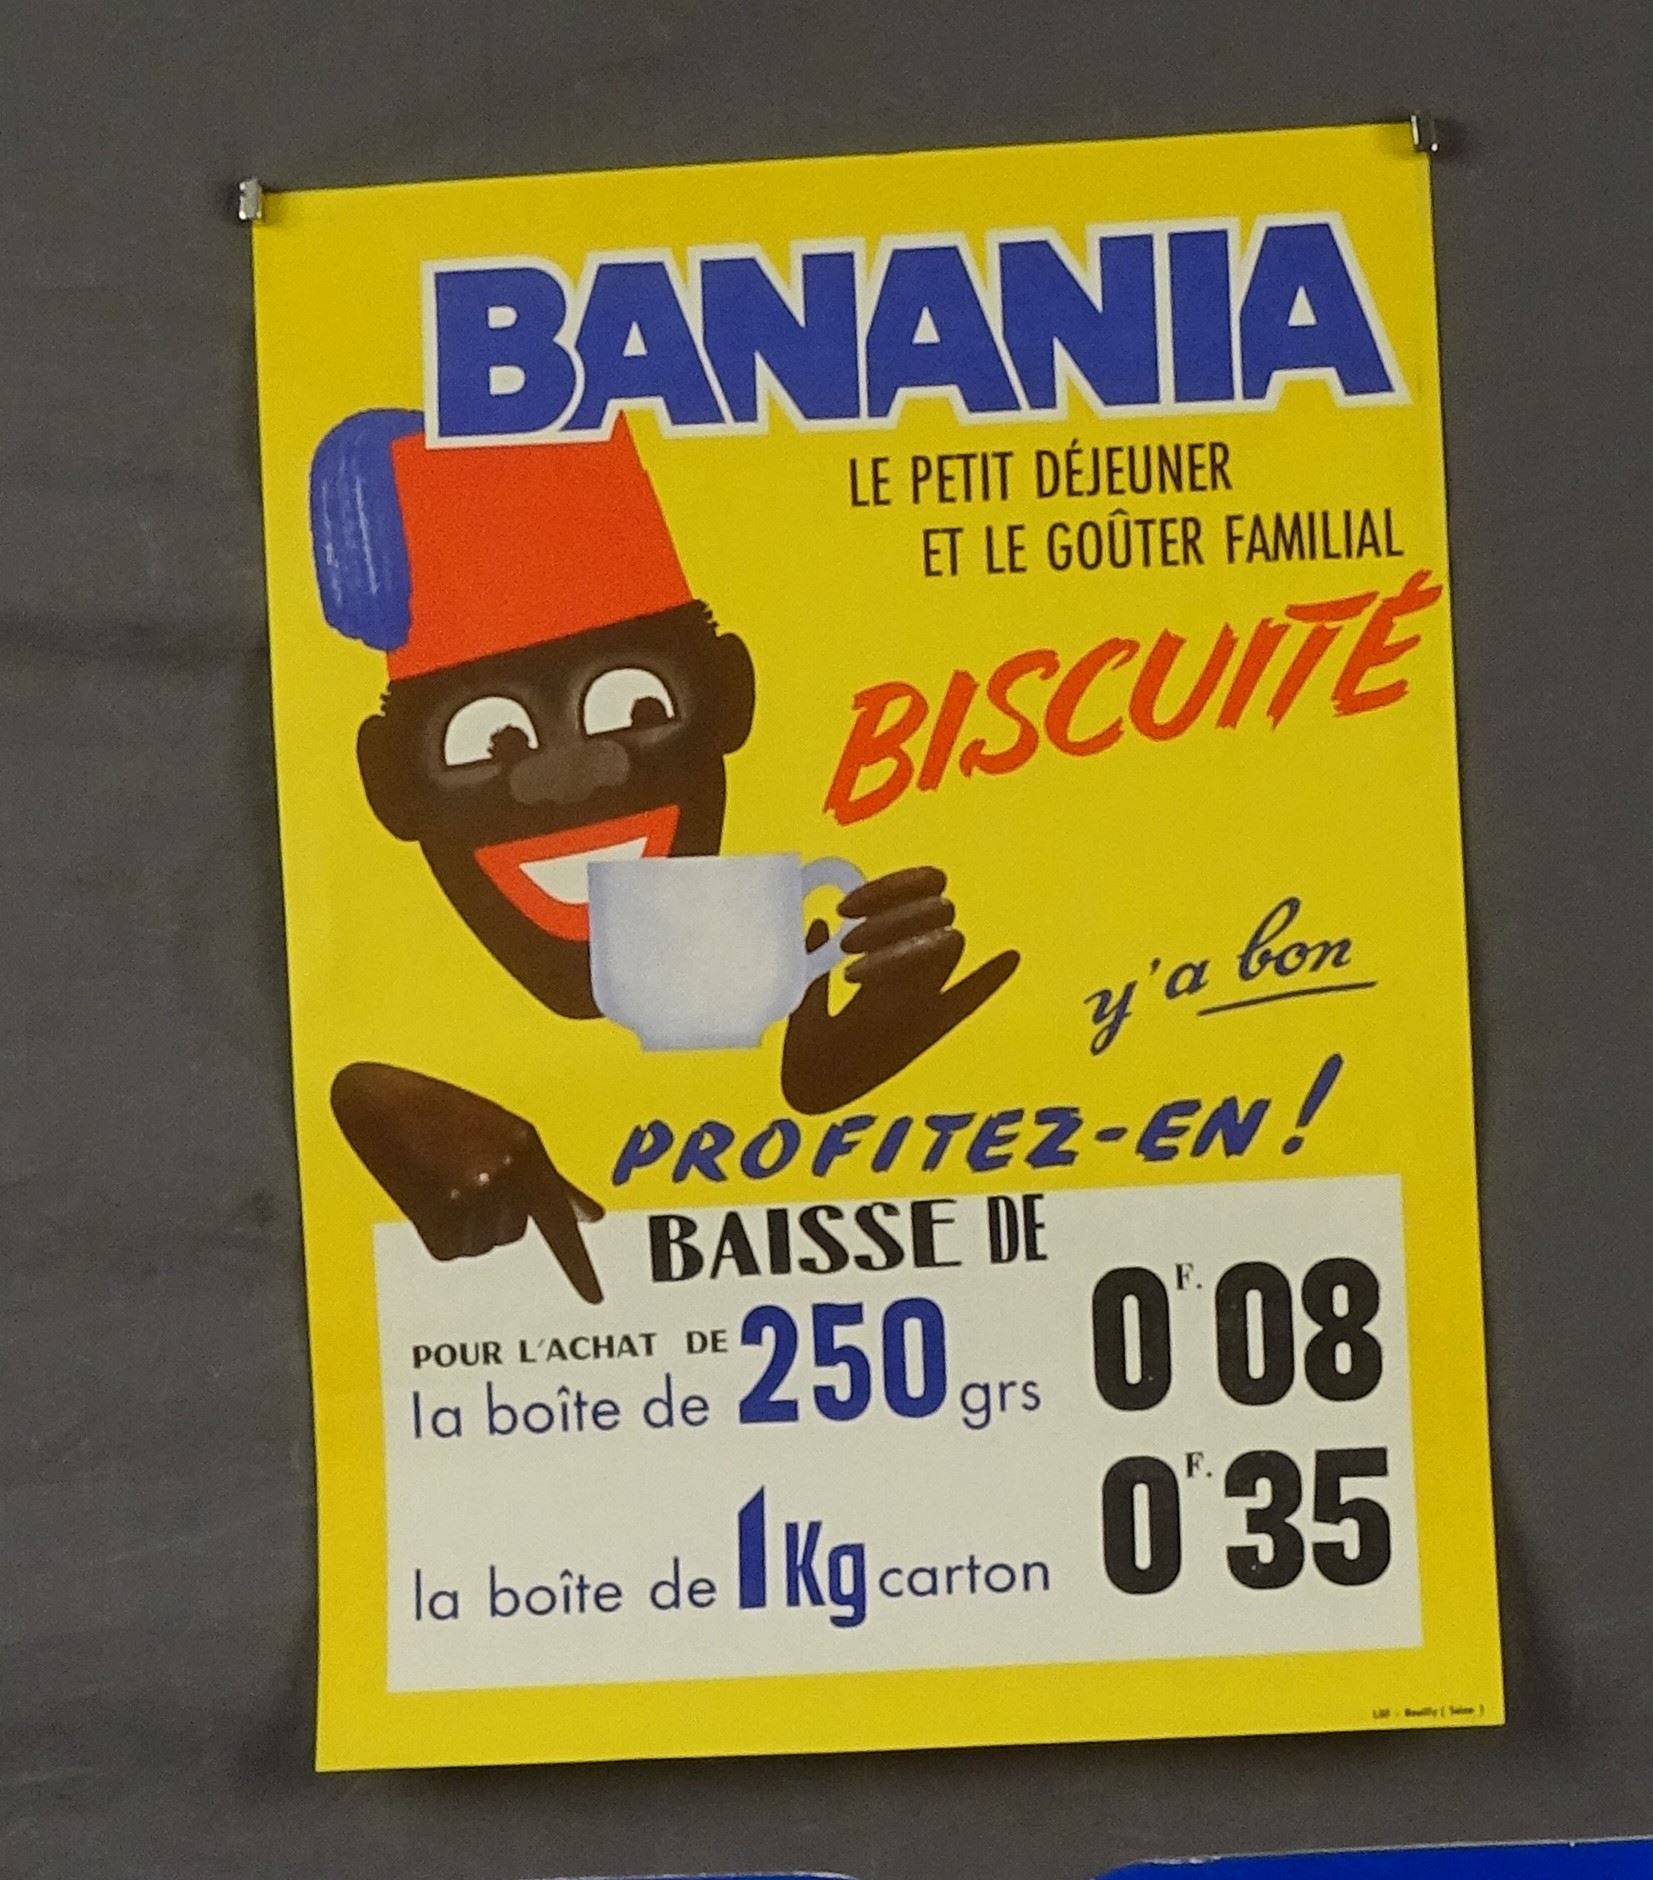 BANANIA
LE PETIT DÉJEUNER
ET LE GOÛTER FAMILIAL
BISCUITÉ
y'a bon
PROFITEZ-EN!
BAISSE DE
POUR L'ACHAT DE
la boîte de 250 grs 0F.08
la boîte de 1Kg carton 0F.35